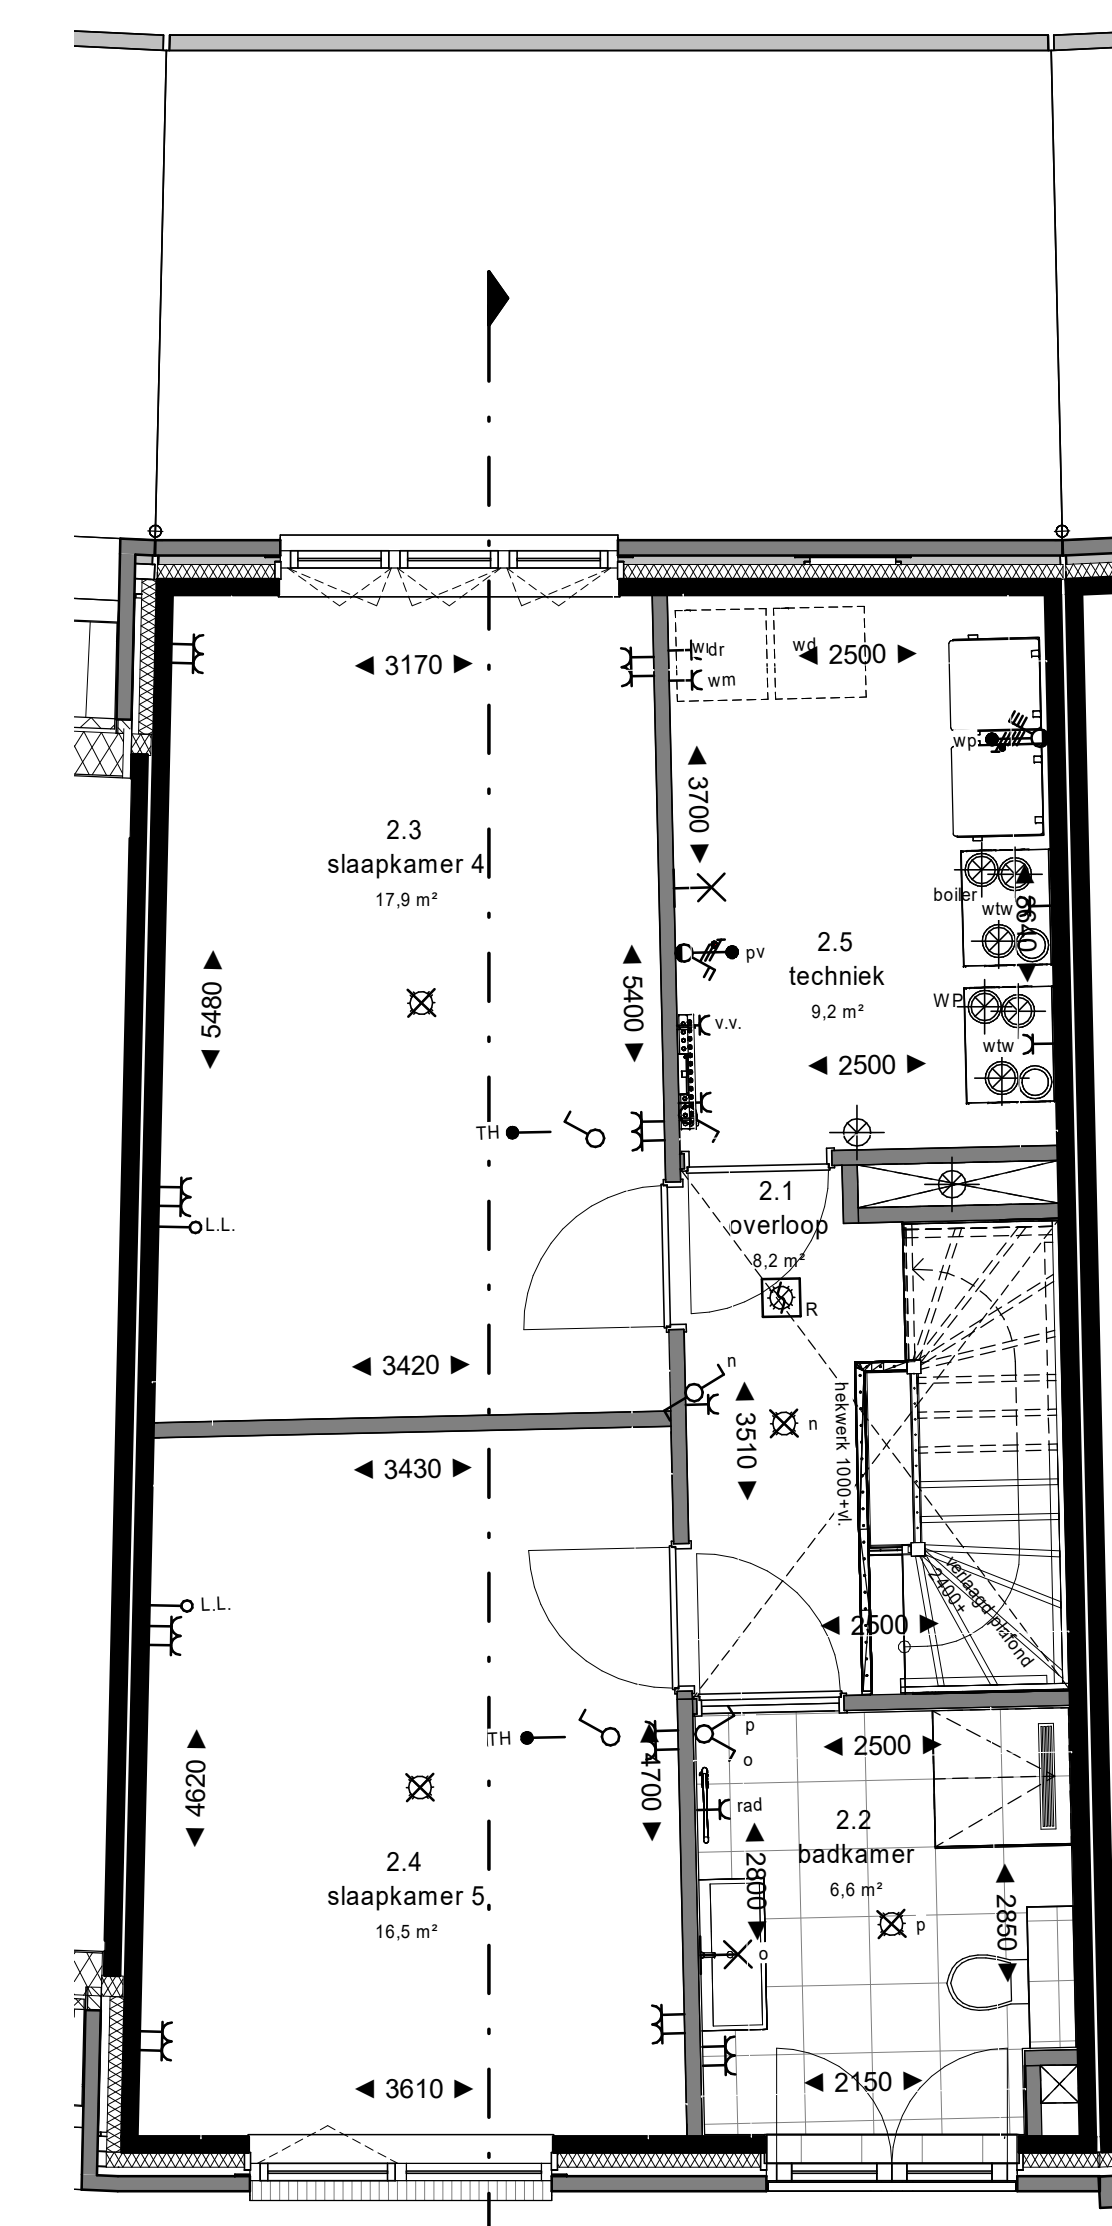 wdr
wd
2500
3170
wm
wp
3700
2.3
slaapkamer 4
17,9 m²
boiler
wtw
8640
2.5
techniek
9,2 m²
pv
5480
5400
WP
v.v.
wtw
2500
TH
2.1
overloop
8,2 m²
L.L.
R
3420
n
3510
n
hekwerk 1000+vl.
3430
verlaagd plafond
2400+
L.L.
2500
p
o
TH
2500
4620
4700
rad
2.2
badkamer
6,6 m²
2800
2.4
slaapkamer 5
16,5 m²
2850
p
o
3610
2150